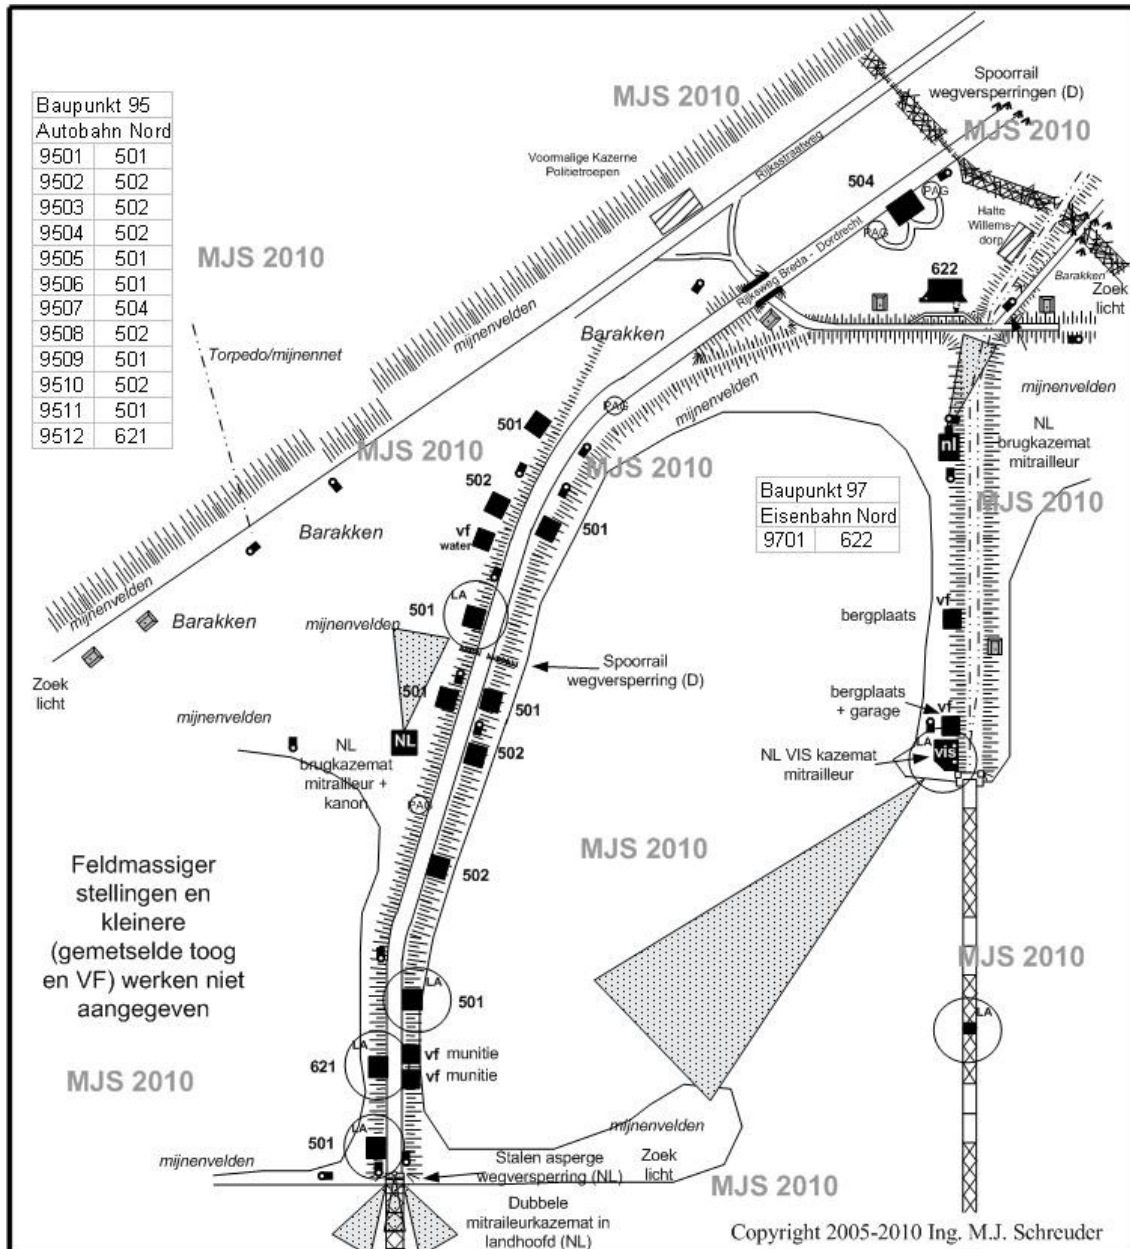 Spoorrail
wegversperringen (D)
MJS 2010
MJS 2010
Baupunkt 95
Autobahn Nord
9501 501
9502 502
9503 502
9504 502
9505 501
9506 501
9507 504
9508 502
9509 501
9510 502
9511 501
9512 621
Voormalige Kazerne
Politietroepen
Rijksstraatweg
504
PAG
PAG
Halte
Willems-
dorp
Rijksweg Breda - Dordrecht
MJS 2010
622
Barakken
Zoek
licht
mijnenvelden
Barakken
Torpedo/mijnennet
mijnenvelden
mijnenvelden
PAG
501
NL
brugkazemat
mitrailleur
nl
MJS 2010
MJS 2010
502
MJS 2010
Baupunkt 97
Eisenbahn Nord
9701 622
Barakken
vf
water
501
mijnenvelden
LA
501
vf
bergplaats
Barakken
mijnenvelden
Spoorrail
wegversperring (D)
Zoek
licht
501
501
bergplaats
+ garage
vf
mijnenvelden
NL
NL
brugkazemat
mitrailleur +
kanon
502
LA
NL VIS kazemat
mitrailleur
vis
PAG
MJS 2010
Feldmassiger
stellingen en
kleinere
(gemetselde toog
en VF) werken niet
aangegeven
502
MJS 2010
LA
501
LA
LA
621
vf munitie
vf munitie
MJS 2010
LA
501
mijnenvelden
mijnenvelden
Stalen asperge
wegversperring (NL)
Zoek
licht
MJS 2010
Dubbele
mitraileurkazemat in
landhoofd (NL)
Copyright 2005-2010 Ing. M.J. Schreuder